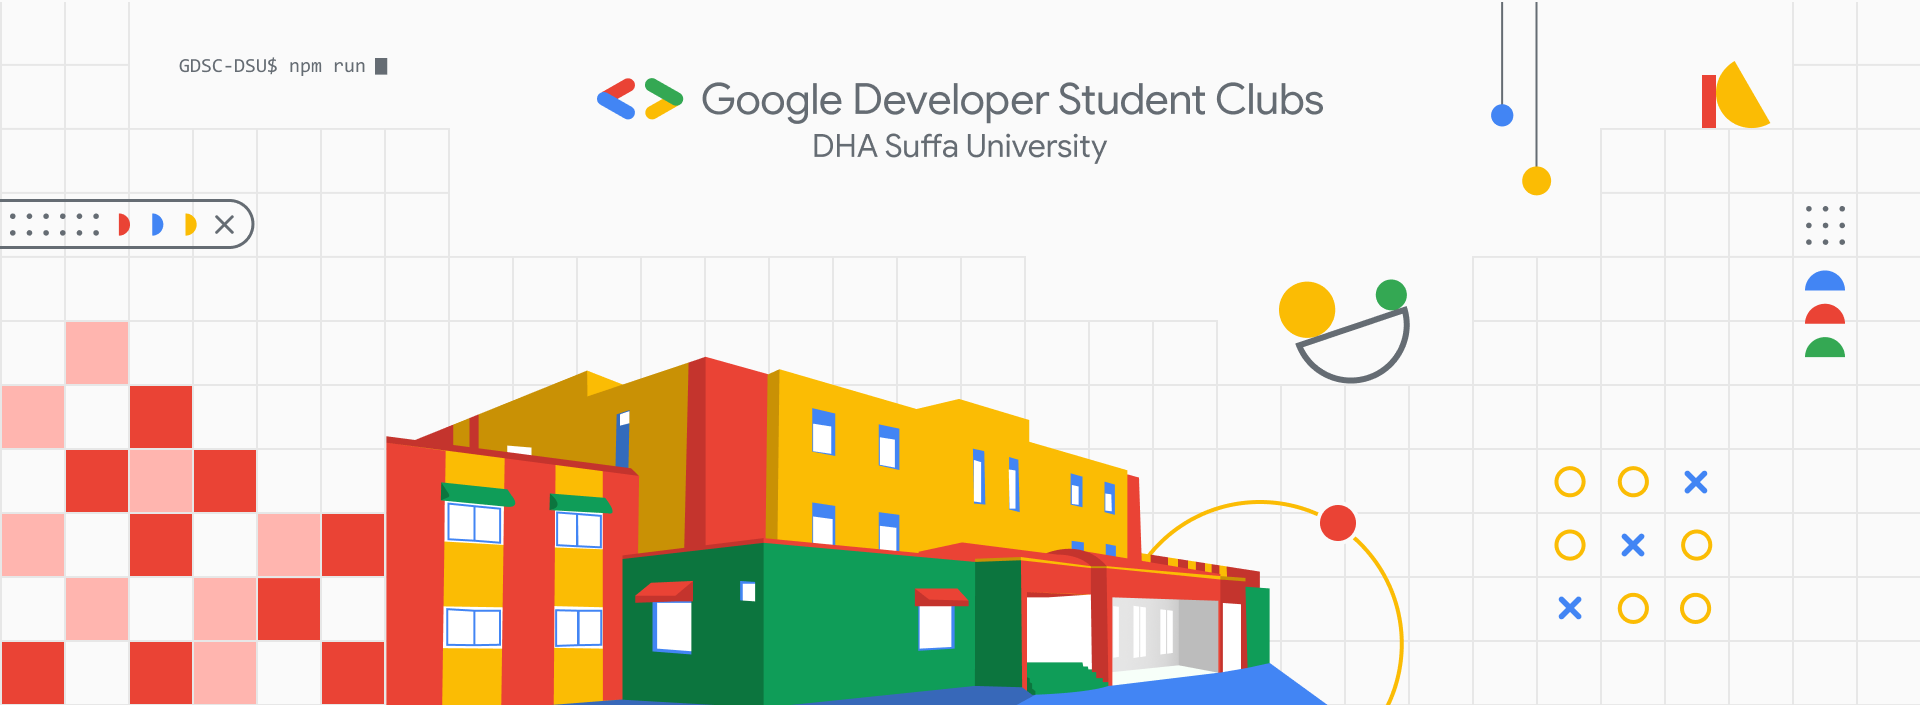 GDSC-DSU$ npm run
Google Developer Student Clubs
DHA Suffa University